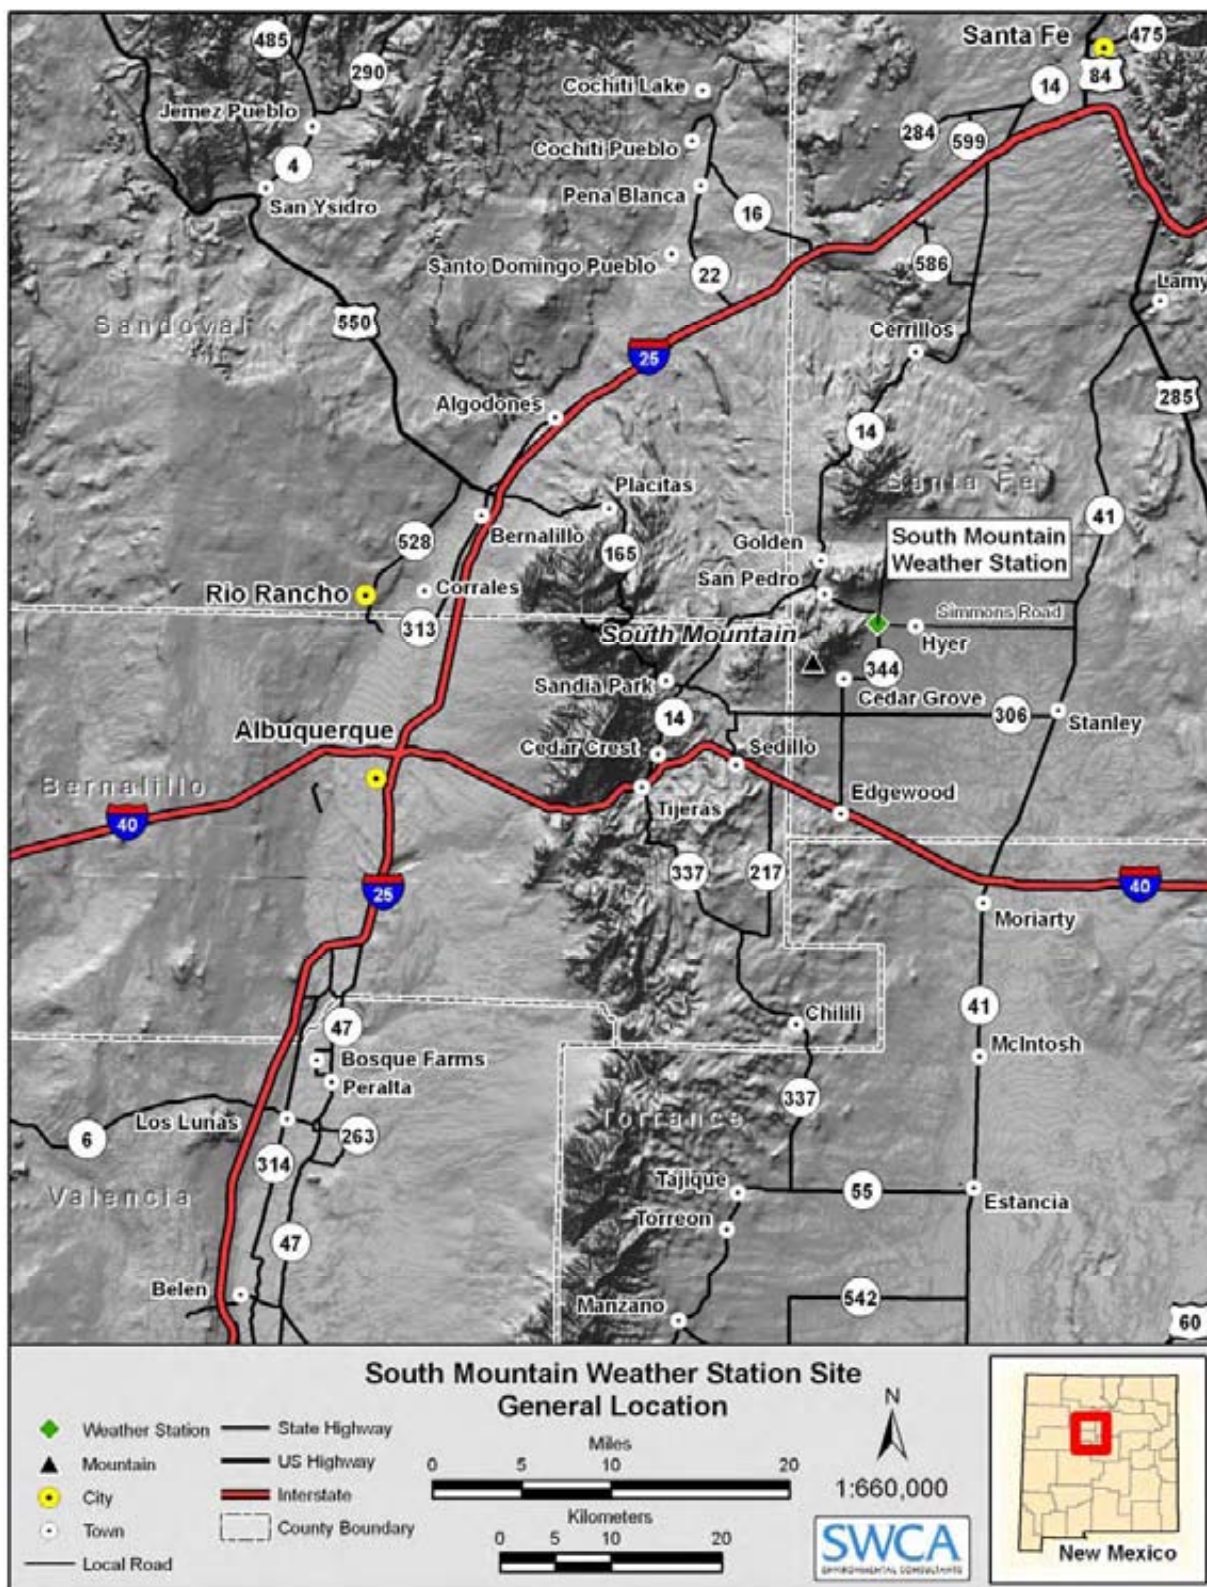 Santa Fe
475
485
290
84
14
Cochiti Lake
Jemez Pueblo
284
599
Cochiti Pueblo
4
Pena Blanca
San Ysidro
16
Santo Domingo Pueblo
22
586
Lamy
Sandoval
550
Cerrillos
25
285
Algodones
14
Santa Fe
Placitas
41
Bernalillo
528
165
Golden
South Mountain
Weather Station
San Pedro
Rio Rancho
Corrales
Simmons Road
313
South Mountain
Hyer
344
Sandia Park
Cedar Grove
14
306
Stanley
Albuquerque
Cedar Crest
Sedillo
Bernalillo
Edgewood
40
Tijeras
337
217
25
40
Moriarty
41
Chilili
47
McIntosh
Bosque Farms
Peralta
337
Los Lunas
Torrance
6
263
314
Valencia
Tajique
55
Estancia
Torreon
47
Belen
Manzano
542
60
South Mountain Weather Station Site
General Location
Weather Station
Mountain
City
Town
Local Road
State Highway
US Highway
Interstate
County Boundary
Miles
0 5 10 20
Kilometers
0 5 10 20
N
1:660,000
SWCA
ENVIRONMENTAL CONSULTANTS
New Mexico